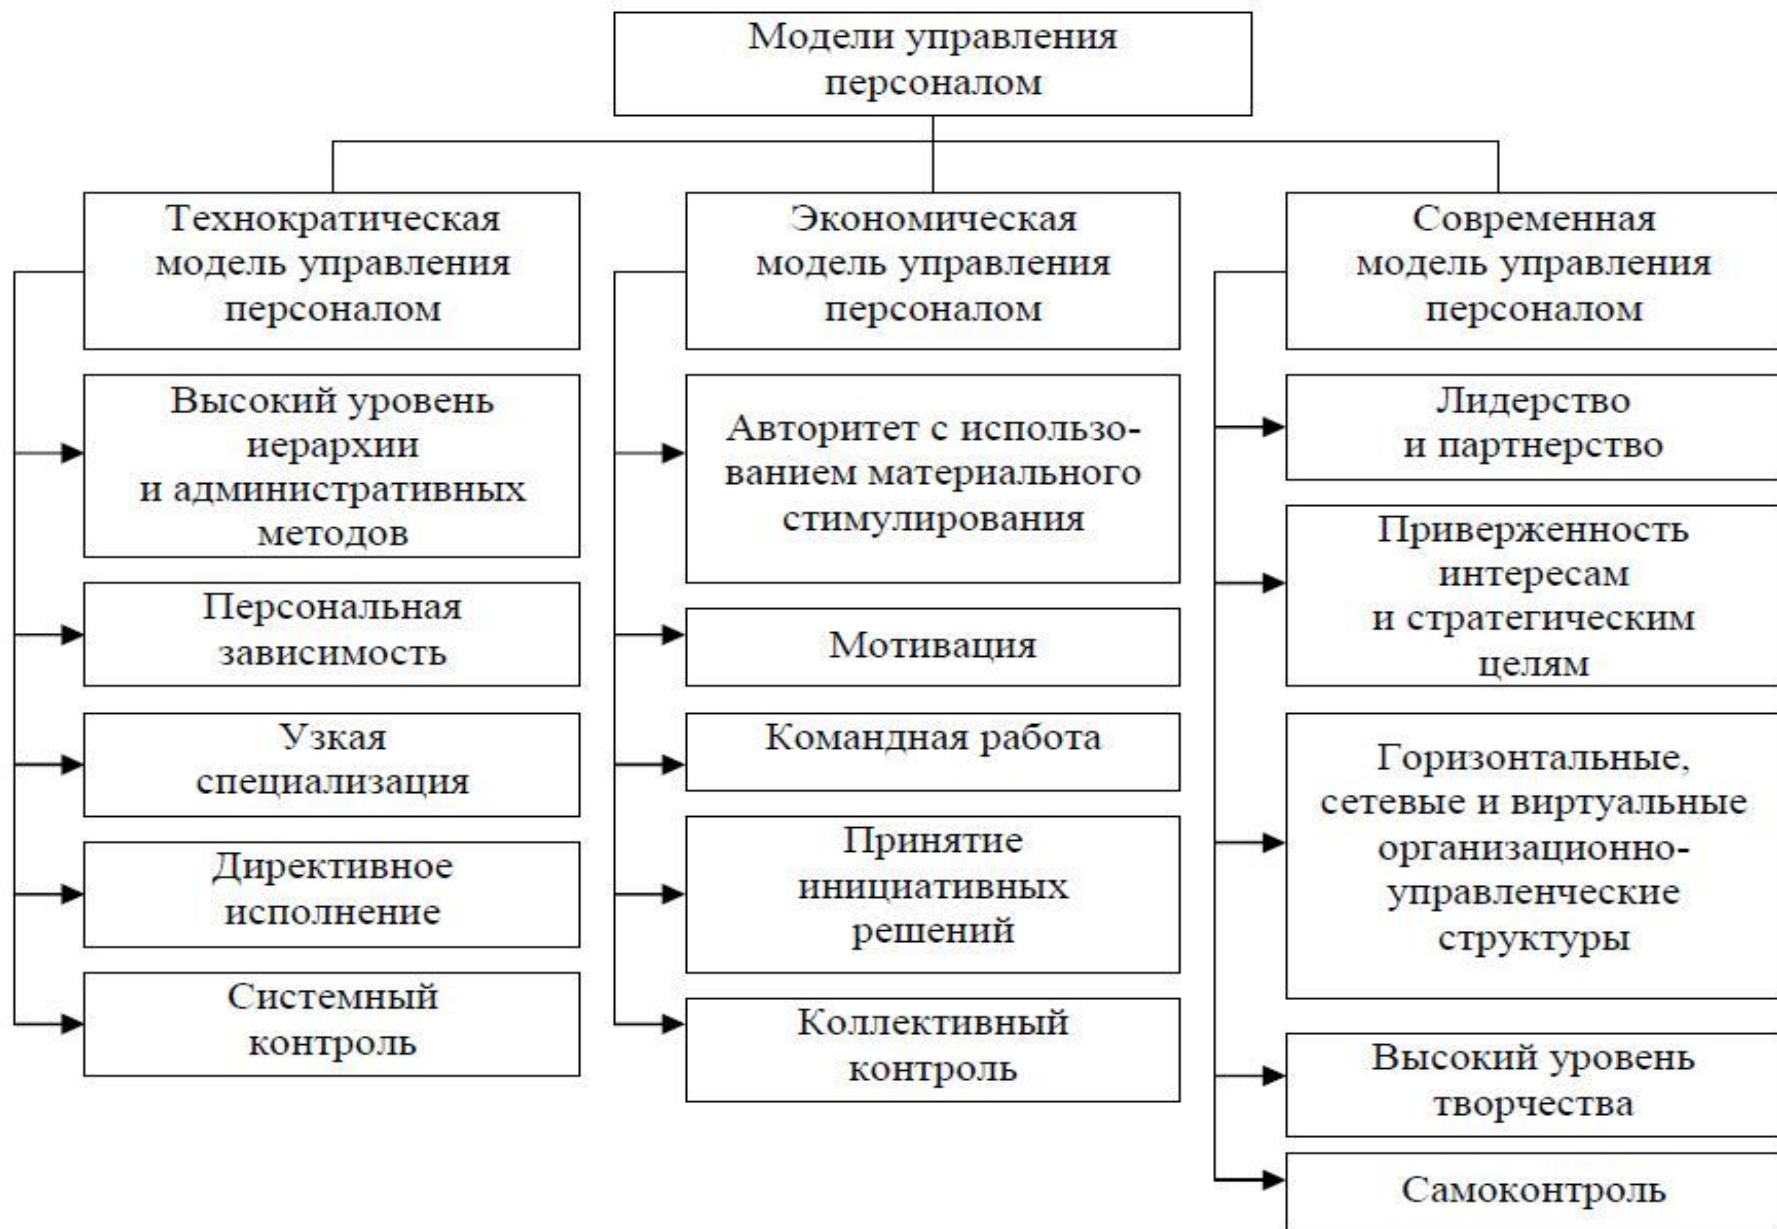 Модели управления
персоналом
Технократическая
модель управления
персоналом
Высокий уровень
иерархии
и административных
методов
Персональная
зависимость
Узкая
специализация
Директивное
исполнение
Системный
контроль
Экономическая
модель управления
персоналом
Авторитет с использо-
ванием материального
стимулирования
Мотивация
Командная работа
Принятие
инициативных
решений
Коллективный
контроль
Современная
модель управления
персоналом
Лидерство
и партнерство
Приверженность
интересам
и стратегическим
целям
Горизонтальные,
сетевые и виртуальные
организационно-
управленческие
структуры
Высокий уровень
творчества
Самоконтроль